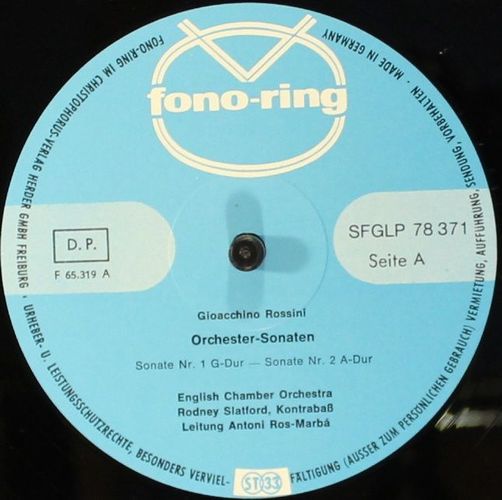 fono-ring
D. P.
F 65.319 A
SFGLP 78 371
Seite A
Gioacchino Rossini
Orchester-Sonaten
Sonate Nr. 1 G-Dur — Sonate Nr. 2 A-Dur
English Chamber Orchestra
Rodney Slatford, Kontrabaß
Leitung Antoni Ros-Marbá
ST 33
FONO-RING IM CHRISTOPHORUS-VERLAG HERDER GMBH FREIBURG · URHEBER- U. LEISTUNGSSCHUTZRECHTE, BESONDERS VERVIEL-FÄLTIGUNG (AUSSER ZUM PERSÖNLICHEN GEBRAUCH) VERMIETUNG, AUFFÜHRUNG, SENDUNG, VORBEHALTEN · MADE IN GERMANY